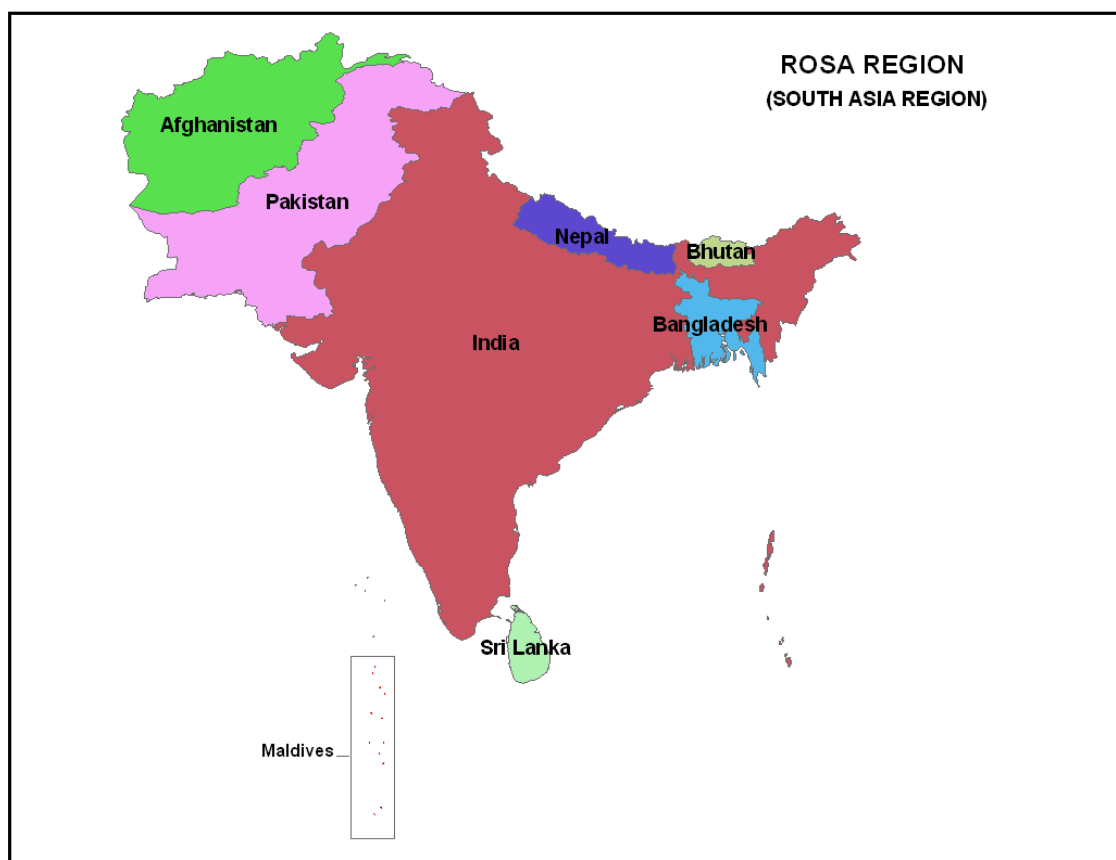 ROSA REGION
(SOUTH ASIA REGION)
Afghanistan
Pakistan
Nepal
Bhutan
Bangladesh
India
Sri Lanka
Maldives